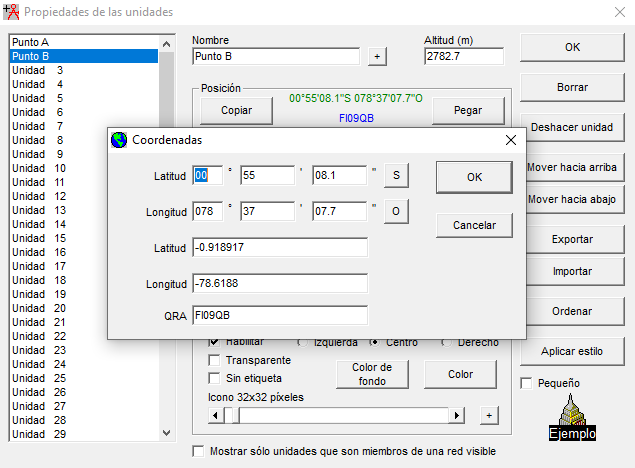 Propiedades de las unidades
Punto A
Punto B
Unidad 3
Unidad 4
Unidad 5
Unidad 6
Unidad 7
Unidad 8
Unidad 9
Unidad 10
Unidad 11
Unidad 12
Unidad 13
Unidad 14
Unidad 15
Unidad 16
Unidad 17
Unidad 18
Unidad 19
Unidad 20
Unidad 21
Unidad 22
Unidad 23
Unidad 24
Unidad 25
Unidad 26
Unidad 27
Unidad 28
Unidad 29
Nombre
Punto B
+
Altitud (m)
2782.7
Posición
Copiar
00°55'08.1"S 078°37'07.7"O
FI09QB
Pegar
Coordenadas
Latitud 00 ° 55 ' 08.1 " S
Longitud 078 ° 37 ' 07.7 " O
Latitud -0.918917
Longitud -78.6188
QRA FI09QB
OK
Cancelar
Habilitar Izquierda Centro Derecho
Transparente
Sin etiqueta
Color de
fondo
Color
Icono 32x32 píxeles
+
Mostrar sólo unidades que son miembros de una red visible
OK
Borrar
Deshacer unidad
Mover hacia arriba
Mover hacia abajo
Exportar
Importar
Ordenar
Aplicar estilo
Pequeño
Ejemplo